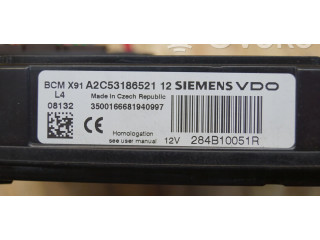 BCM X91 A2C53186521 12 SIEMENS VDO
L4 Made in Czech Republic
08132 3500166681940997
CE Homologation
see user manual 12V 284B10051R